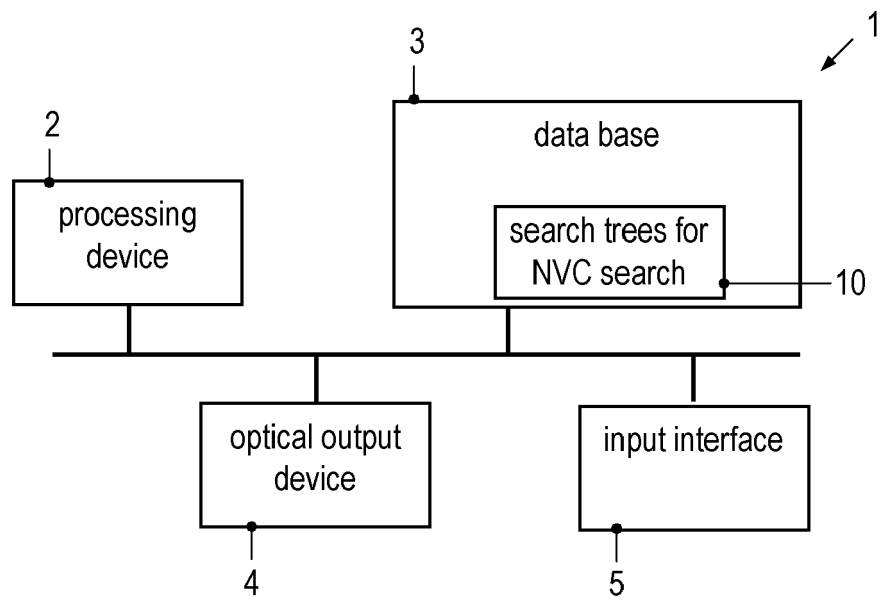 1
3
data base
2
processing
device
search trees for
NVC search
10
optical output
device
input interface
4
5